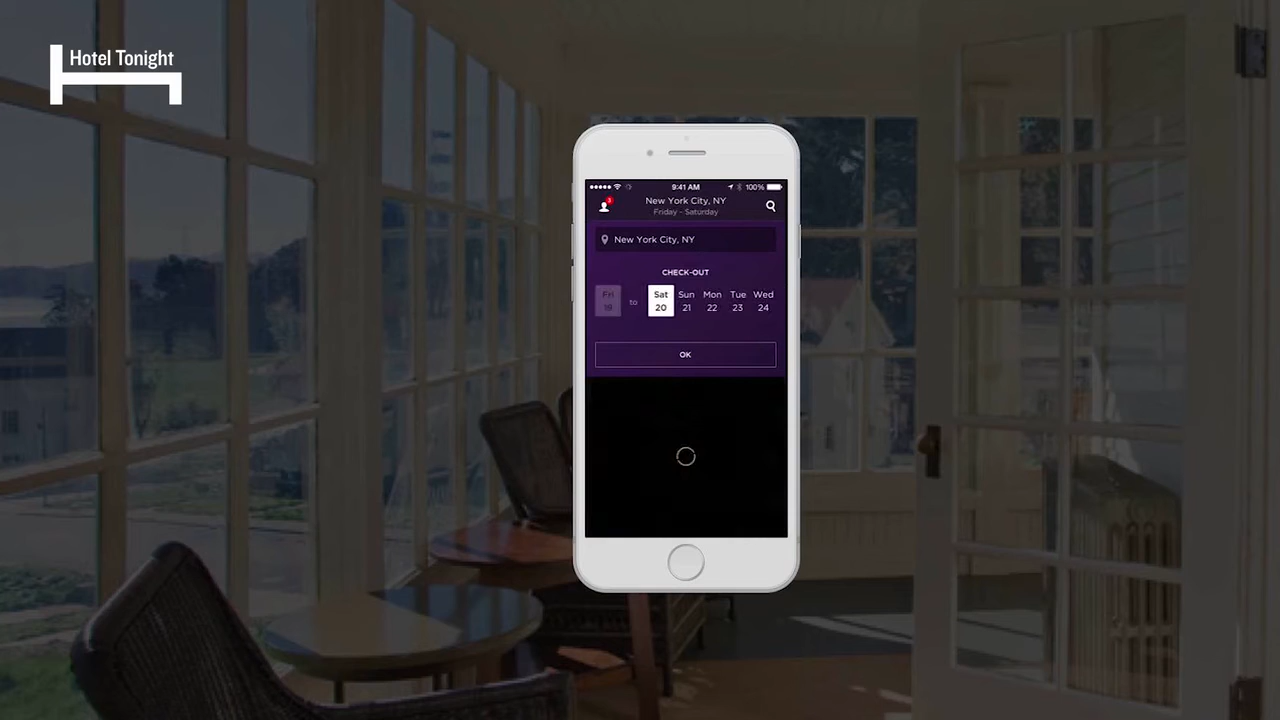 Hotel Tonight
9:41 AM
100%
3
New York City, NY
Friday - Saturday
New York City, NY
CHECK-OUT
Fri
19
to
Sat
20
Sun
21
Mon
22
Tue
23
Wed
24
OK